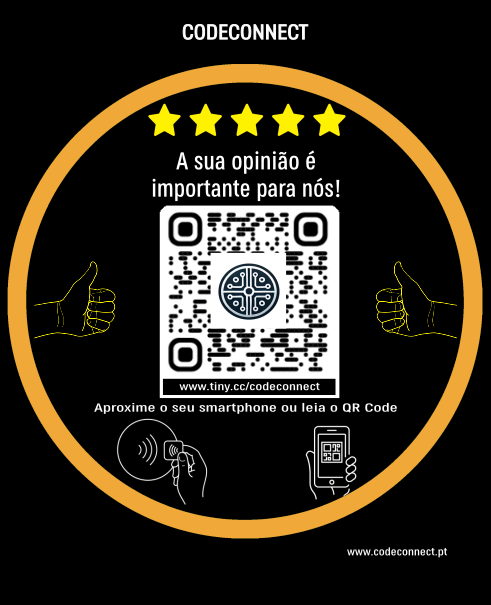 CODECONNECT
A sua opinião é
importante para nós!
www.tiny.cc/codeconnect
Aproxime o seu smartphone ou leia o QR Code
www.codeconnect.pt